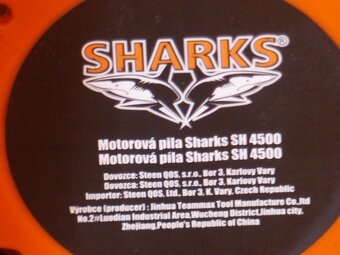 SHARKS®
Motorová pila Sharks SH 4500
Motorová píla Sharks SH 4500
Dovozce: Steen QOS, s.r.o., Bor 3, Karlovy Vary
Dovozca: Steen QOS, s.r.o., Bor 3, Karlovy Vary
Importer: Steen QOS, Ltd., Bor 3, K. Vary, Czech Republic
Výrobce (producer) : Jinhua Teammax Tool Manufacture Co.,ltd
No.2#Luodian Industrial Area,Wucheng District,Jinhua city,
Zhejiang,People's Republic of China